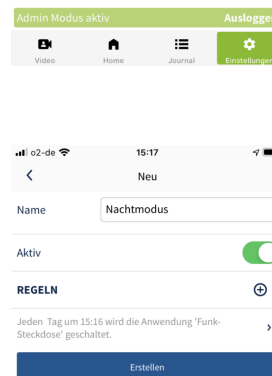 Admin Modus aktiv Auslogge
Video Home Journal Einstellungen
o2-de 15:17
Neu
Name Nachtmodus
Aktiv
REGELN
Jeden Tag um 15:16 wird die Anwendung 'Funk-
Steckdose' geschaltet.
Erstellen